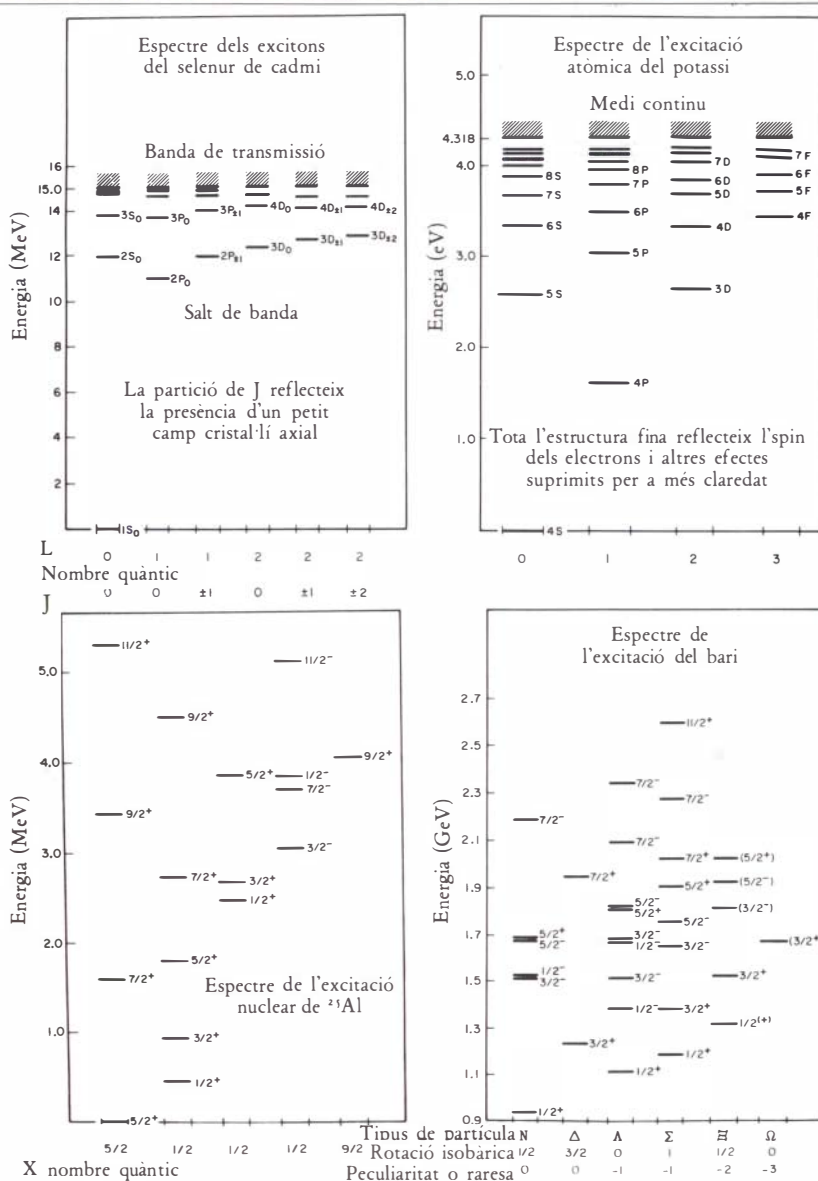 Espectre dels excitons
del selenur de cadmi
Banda de transmissió
Energia (MeV)
16
15.0
14
12
10
8
6
4
2
3S₀
3P₀
3P±1
4D₀
4D±1
4D±2
2S₀
2P₀
2P±1
3D₀
3D±1
3D±2
Salt de banda
La partició de J reflecteix
la presència d'un petit
camp cristal·lí axial
1S₀
L
0 1 1 2 2 2
Nombre quàntic
J
0 0 ±1 0 ±1 ±2
Espectre de l'excitació
atòmica del potassi
Medi continu
Energia (eV)
5.0
4.318
4.0
3.0
2.0
1.0
8S
7S
6S
5S
4S
8P
7P
6P
5P
4P
7D
6D
5D
4D
3D
7F
6F
5F
4F
Tota l'estructura fina reflecteix l'spin
dels electrons i altres efectes
suprimits per a més claredat
0 1 2 3
Energia (MeV)
5.0
4.0
3.0
2.0
1.0
11/2⁺
9/2⁺
7/2⁺
5/2⁺
9/2⁺
7/2⁺
5/2⁺
3/2⁺
1/2⁺
5/2⁺
3/2⁺
1/2⁺
11/2⁻
1/2⁻
7/2⁻
3/2⁻
9/2⁺
Espectre de l'excitació
nuclear de ²⁵Al
5/2 1/2 1/2 1/2 9/2
X nombre quàntic
Espectre de
l'excitació del bari
Energia (GeV)
2.7
2.5
2.3
2.1
1.9
1.7
1.5
1.3
1.1
0.9
7/2⁻
5/2⁺
5/2⁻
1/2⁻
3/2⁻
1/2⁺
7/2⁺
3/2⁺
7/2⁻
7/2⁻
5/2⁻
5/2⁺
3/2⁻
1/2⁻
3/2⁻
1/2⁻
1/2⁺
11/2⁺
7/2⁻
7/2⁺
5/2⁺
5/2⁻
3/2⁻
3/2⁺
1/2⁺
(5/2⁺)
(5/2⁻)
(3/2⁻)
3/2⁺
1/2⁽⁺⁾
(3/2⁺
Tipus de partícula N Δ Λ Σ Ξ Ω
Rotació isobàrica 1/2 3/2 0 1 1/2 0
Peculiaritat o raresa 0 0 -1 -1 -2 -3